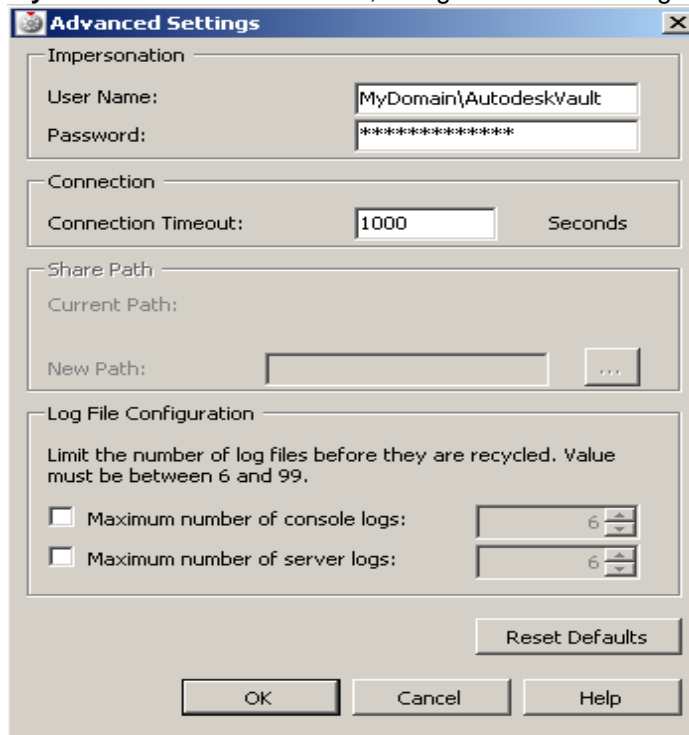 Advanced Settings
Impersonation
User Name: MyDomain\AutodeskVault
Password: *************
Connection
Connection Timeout: 1000 Seconds
Share Path
Current Path:
New Path: ...
Log File Configuration
Limit the number of log files before they are recycled. Value
must be between 6 and 99.
Maximum number of console logs: 6
Maximum number of server logs: 6
Reset Defaults
OK Cancel Help